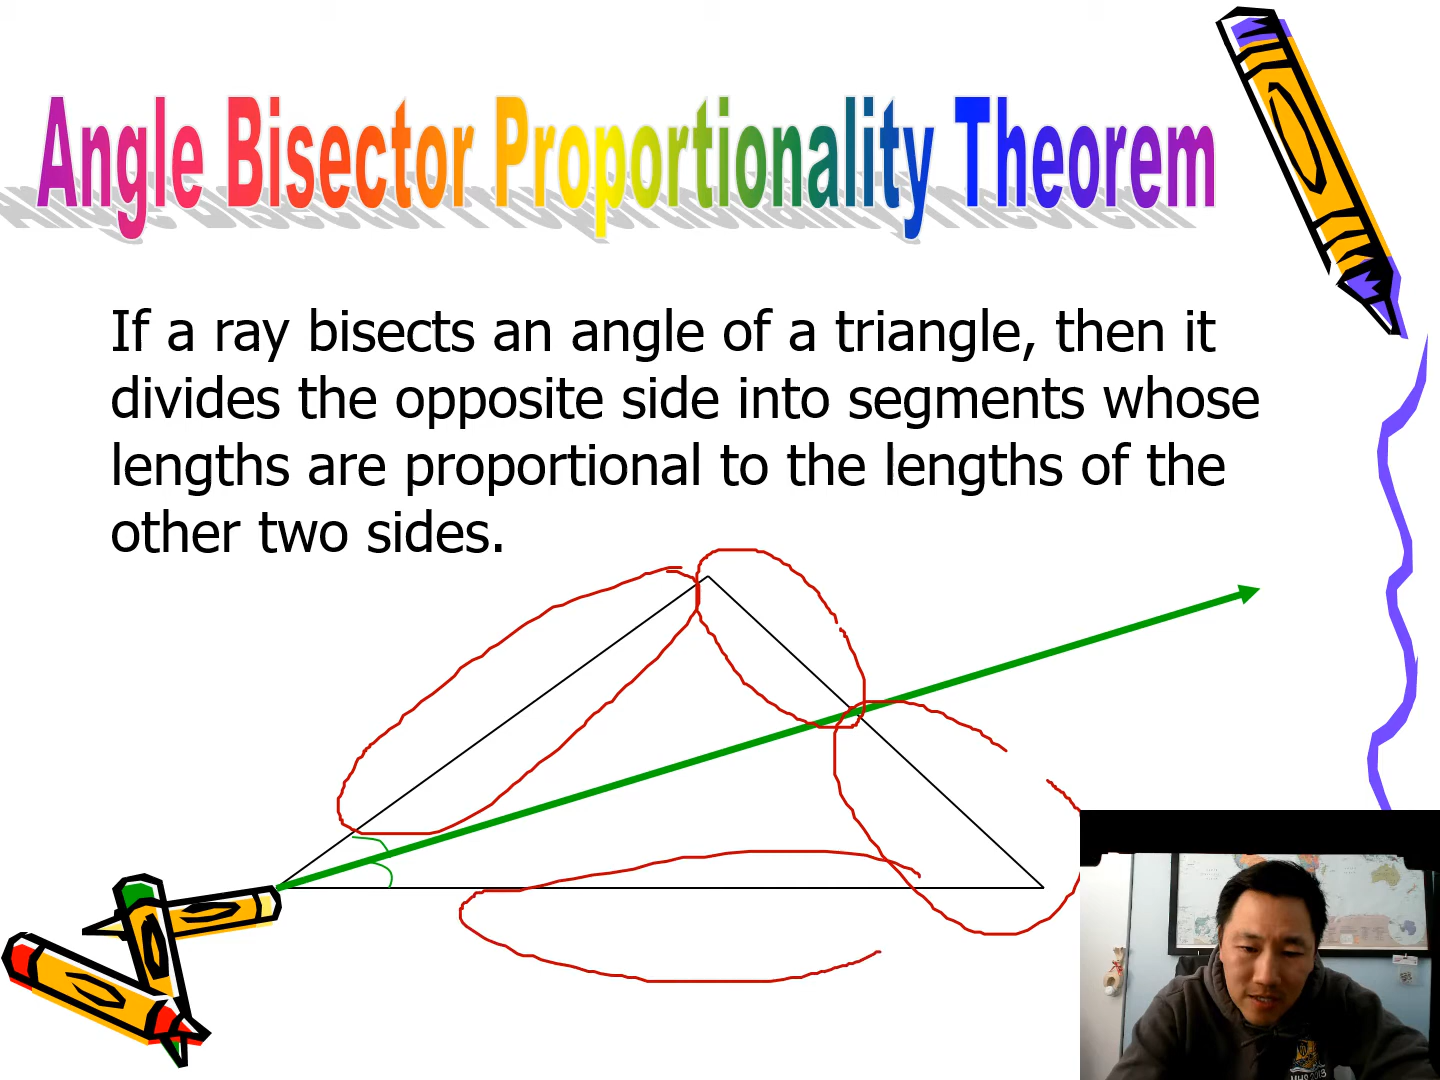 Angle Bisector Proportionality Theorem
If a ray bisects an angle of a triangle, then it
divides the opposite side into segments whose
lengths are proportional to the lengths of the
other two sides.